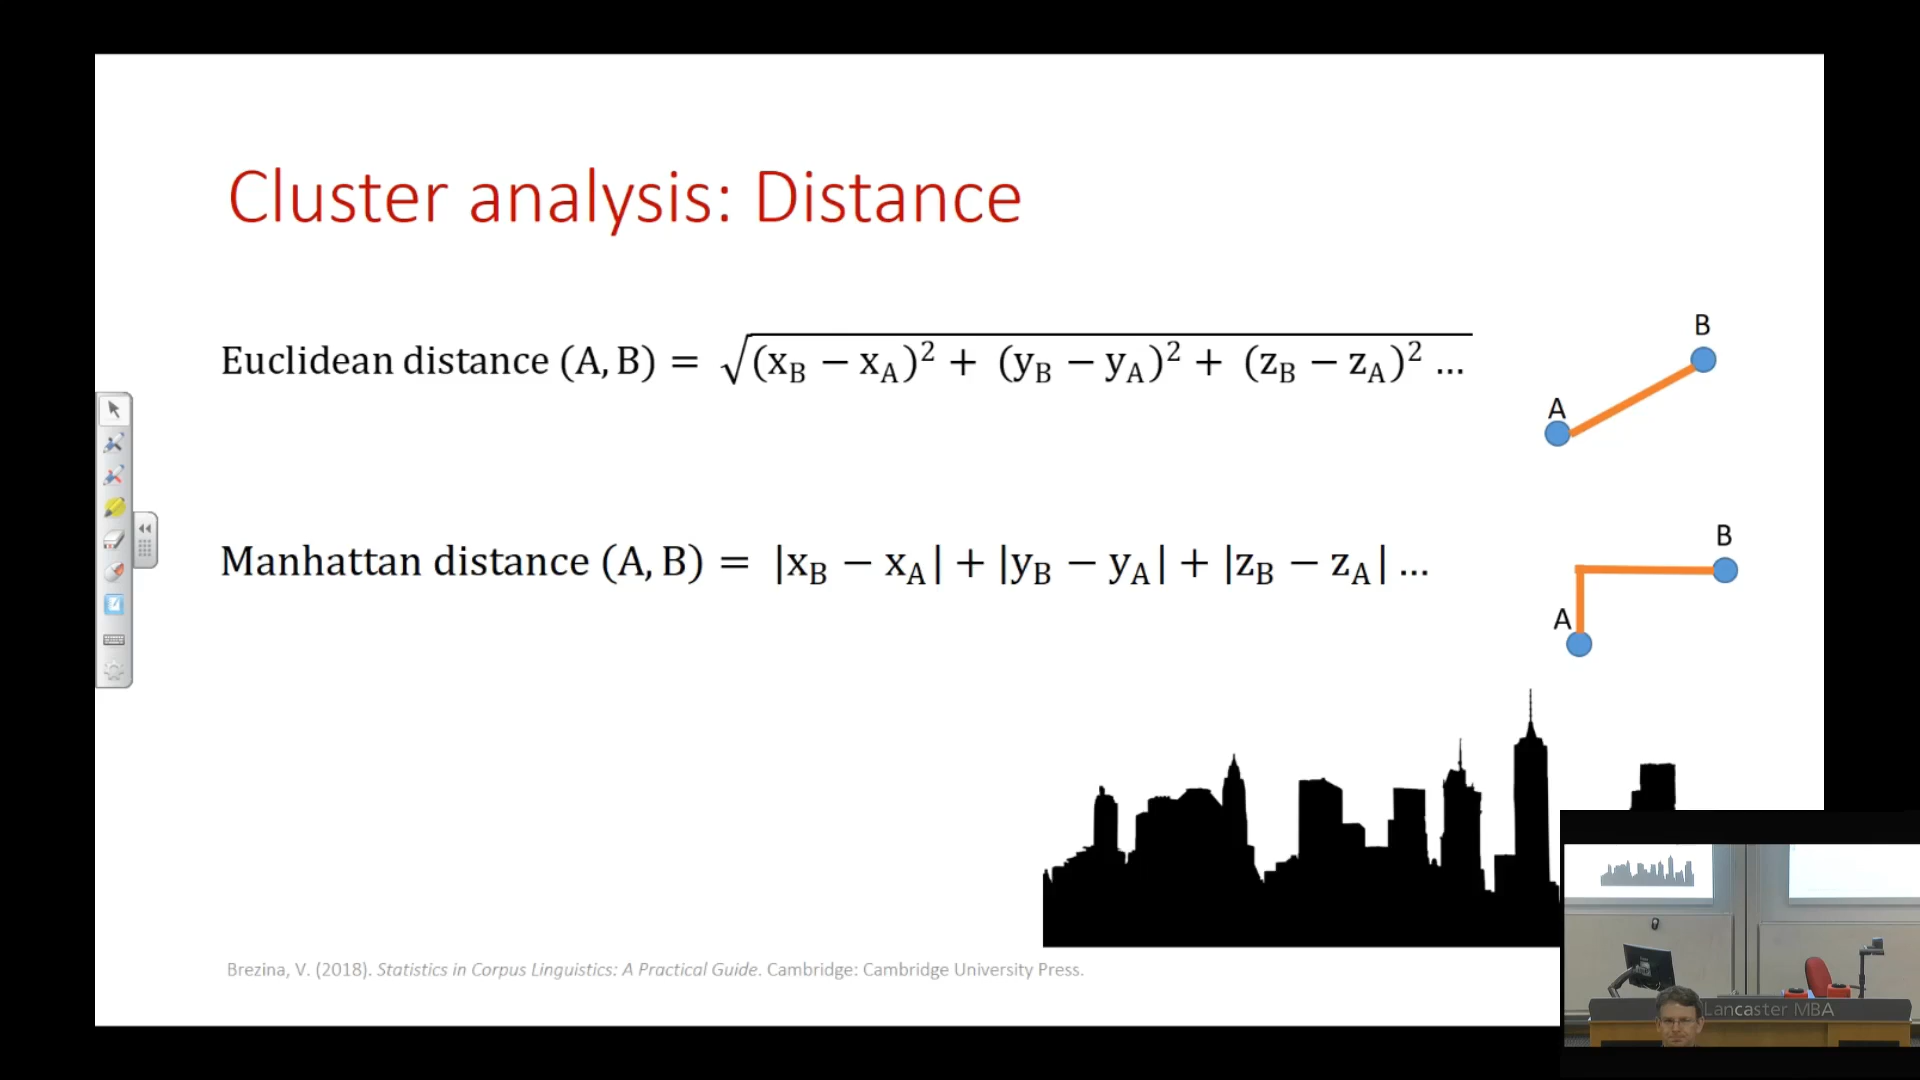 Cluster analysis: Distance
Euclidean distance (A, B) = √(x_B − x_A)² + (y_B − y_A)² + (z_B − z_A)² ...
B
A
Manhattan distance (A, B) = |x_B − x_A| + |y_B − y_A| + |z_B − z_A| ...
B
A
Brezina, V. (2018). Statistics in Corpus Linguistics: A Practical Guide. Cambridge: Cambridge University Press.
Lancaster MBA